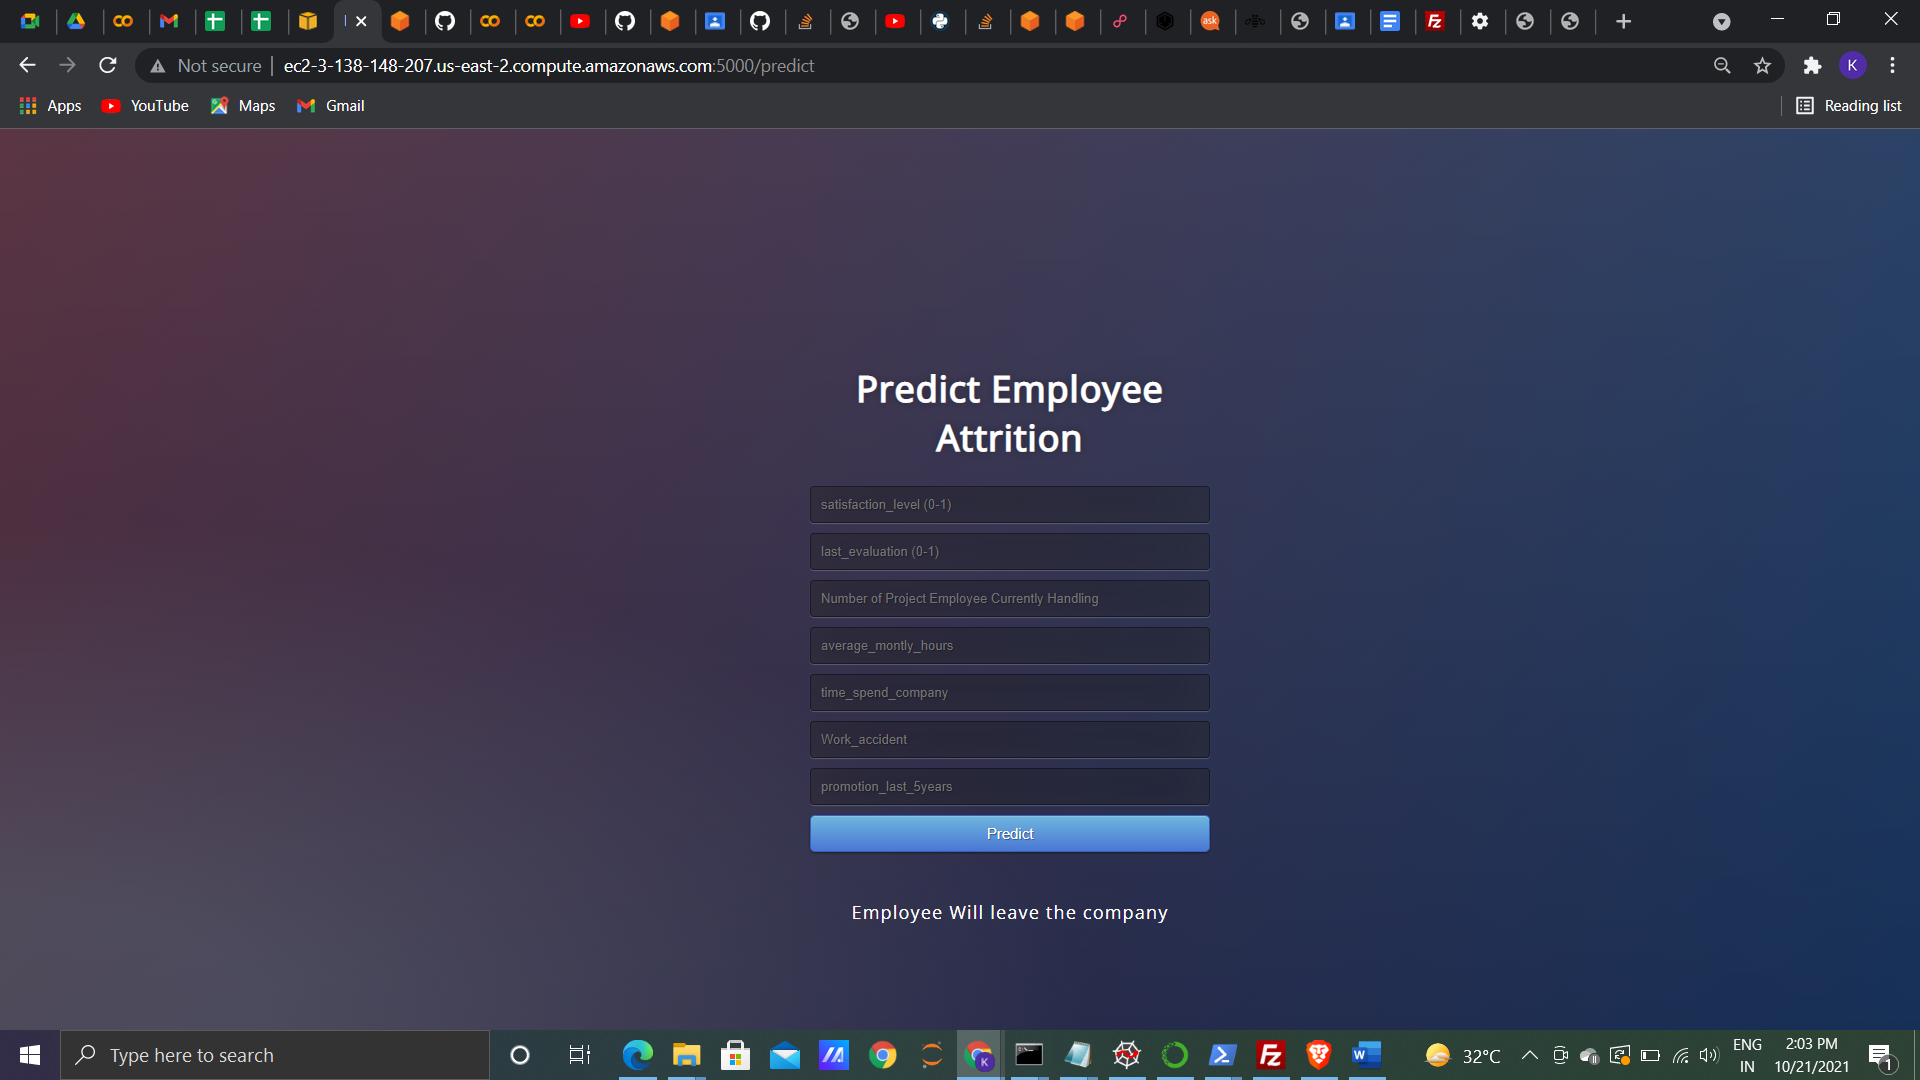 Not secure
ec2-3-138-148-207.us-east-2.compute.amazonaws.com:5000/predict
K
Apps
YouTube
Maps
Gmail
Reading list
Predict Employee
Attrition
satisfaction_level (0-1)
last_evaluation (0-1)
Number of Project Employee Currently Handling
average_montly_hours
time_spend_company
Work_accident
promotion_last_5years
Predict
Employee Will leave the company
Type here to search
32°C
ENG
IN
2:03 PM
10/21/2021
1